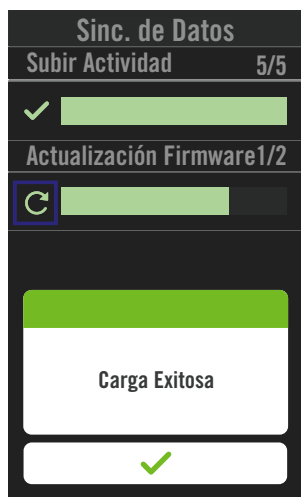 Sinc. de Datos
Subir Actividad 5/5
Actualización Firmware1/2
Carga Exitosa